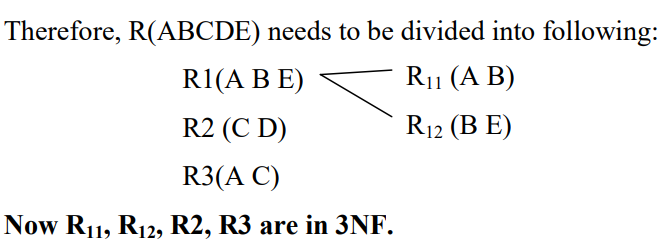 Therefore, R(ABCDE) needs to be divided into following:
R1(A B E) R₁₁ (A B)
R2 (C D) R₁₂ (B E)
R3(A C)
Now R₁₁, R₁₂, R2, R3 are in 3NF.